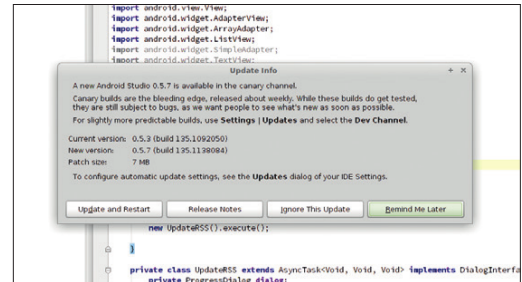 import android.view.View;
import android.widget.AdapterView;
import android.widget.ArrayAdapter;
import android.widget.ListView;
import android.widget.SimpleAdapter;
import android.widget.TextView;
Update Info
A new Android Studio 0.5.7 is available in the canary channel.
Canary builds are the bleeding edge, released about weekly. While these builds do get tested,
they are still subject to bugs, as we want people to see what's new as soon as possible.
For slightly more predictable builds, use Settings | Updates and select the Dev Channel.
Current version: 0.5.3 (build 135.1092050)
New version: 0.5.7 (build 135.1138084)
Patch size: 7 MB
To configure automatic update settings, see the Updates dialog of your IDE Settings.
Update and Restart
Release Notes
Ignore This Update
Remind Me Later
new UpdateRSS().execute();
}
private class UpdateRSS extends AsyncTask<Void, Void, Void> implements DialogInterfa
private ProgressDialog dialog;